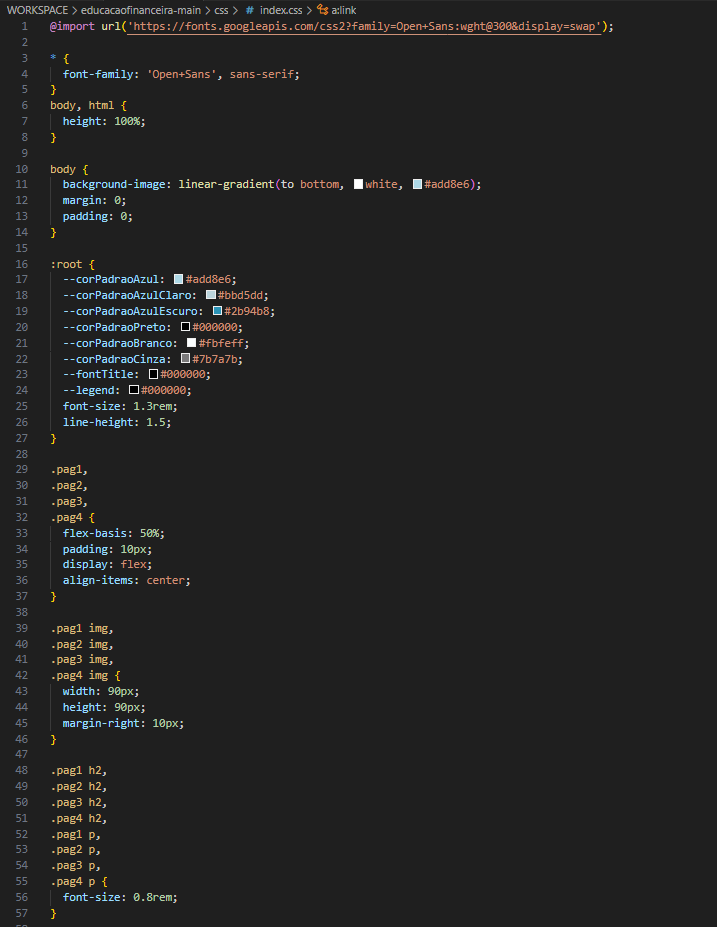 WORKSPACE > educacaofinanceira-main > css > # index.css > a:link
1 @import url('https://fonts.googleapis.com/css2?family=Open+Sans:wght@300&display=swap');
2
3 * {
4 font-family: 'Open+Sans', sans-serif;
5 }
6 body, html {
7 height: 100%;
8 }
9
10 body {
11 background-image: linear-gradient(to bottom, white, #add8e6);
12 margin: 0;
13 padding: 0;
14 }
15
16 :root {
17 --corPadraoAzul: #add8e6;
18 --corPadraoAzulClaro: #bbd5dd;
19 --corPadraoAzulEscuro: #2b94b8;
20 --corPadraoPreto: #000000;
21 --corPadraoBranco: #fbfeff;
22 --corPadraoCinza: #7b7a7b;
23 --fontTitle: #000000;
24 --legend: #000000;
25 font-size: 1.3rem;
26 line-height: 1.5;
27 }
28
29 .pag1,
30 .pag2,
31 .pag3,
32 .pag4 {
33 flex-basis: 50%;
34 padding: 10px;
35 display: flex;
36 align-items: center;
37 }
38
39 .pag1 img,
40 .pag2 img,
41 .pag3 img,
42 .pag4 img {
43 width: 90px;
44 height: 90px;
45 margin-right: 10px;
46 }
47
48 .pag1 h2,
49 .pag2 h2,
50 .pag3 h2,
51 .pag4 h2,
52 .pag1 p,
53 .pag2 p,
54 .pag3 p,
55 .pag4 p {
56 font-size: 0.8rem;
57 }